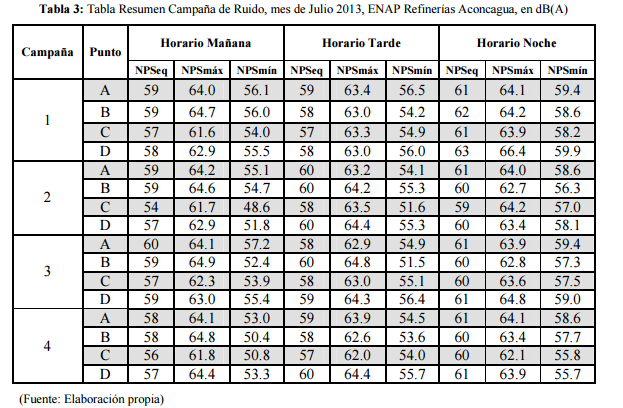 Tabla 3: Tabla Resumen Campaña de Ruido, mes de Julio 2013, ENAP Refinerías Aconcagua, en dB(A)
Campaña Punto Horario Mañana Horario Tarde Horario Noche
NPSeq NPSmáx NPSmín NPSeq NPSmáx NPSmín NPSeq NPSmáx NPSmín
1
A 59 64.0 56.1 59 63.4 56.5 61 64.1 59.4
B 59 64.7 56.0 58 63.0 54.2 62 64.2 58.6
C 57 61.6 54.0 57 63.3 54.9 61 63.9 58.2
D 58 62.9 55.5 58 63.0 56.0 63 66.4 59.9
2
A 59 64.2 55.1 60 63.2 54.1 61 64.0 58.6
B 59 64.6 54.7 60 64.2 55.3 60 62.7 56.3
C 54 61.7 48.6 58 63.5 51.6 59 64.2 57.0
D 57 62.9 51.8 60 64.4 55.3 60 63.4 58.1
3
A 60 64.1 57.2 58 62.9 54.9 61 63.9 59.4
B 59 64.9 52.4 60 64.8 51.5 60 62.8 57.3
C 57 62.3 53.9 58 63.0 55.1 60 63.6 57.5
D 59 63.0 55.4 59 64.3 56.4 61 64.8 59.0
4
A 58 64.1 53.0 59 63.9 54.5 61 64.1 58.6
B 58 64.8 50.4 58 62.6 53.6 60 63.4 57.7
C 56 61.8 50.8 57 62.0 54.0 60 62.1 55.8
D 57 64.4 53.3 60 64.4 55.7 61 63.9 55.7
(Fuente: Elaboración propia)